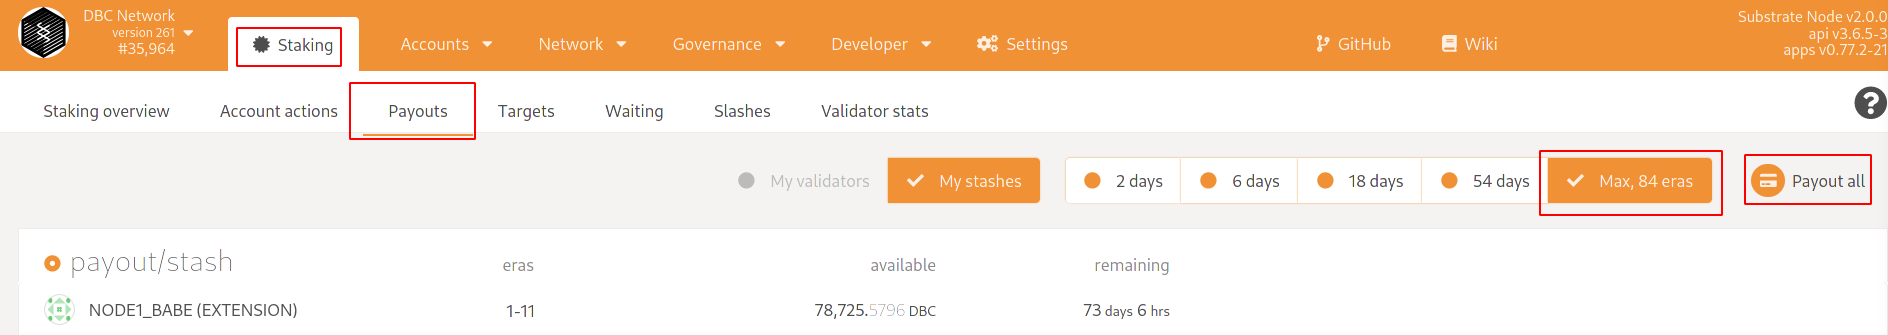 DBC Network
version 261
#35,964
Staking
Accounts
Network
Governance
Developer
Settings
GitHub
Wiki
Substrate Node v2.0.0
api v3.6.5-3
apps v0.77.2-21
Staking overview
Account actions
Payouts
Targets
Waiting
Slashes
Validator stats
?
My validators
My stashes
2 days
6 days
18 days
54 days
Max, 84 eras
Payout all
payout/stash
eras
available
remaining
NODE1_BABE (EXTENSION)
1-11
78,725.5796 DBC
73 days 6 hrs